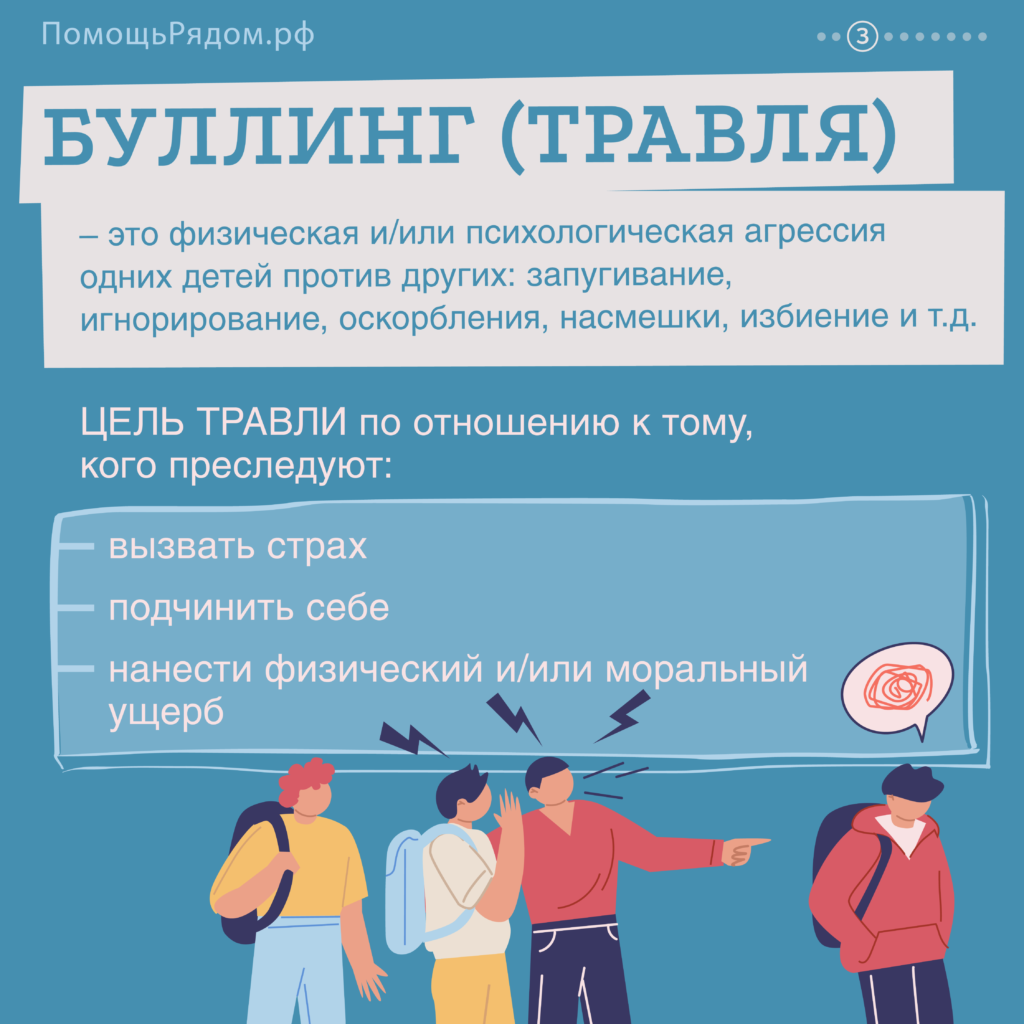 ПомощьРядом.рф
3
БУЛЛИНГ (ТРАВЛЯ)
– это физическая и/или психологическая агрессия
одних детей против других: запугивание,
игнорирование, оскорбления, насмешки, избиение и т.д.
ЦЕЛЬ ТРАВЛИ по отношению к тому,
кого преследуют:
вызвать страх
подчинить себе
нанести физический и/или моральный
ущерб